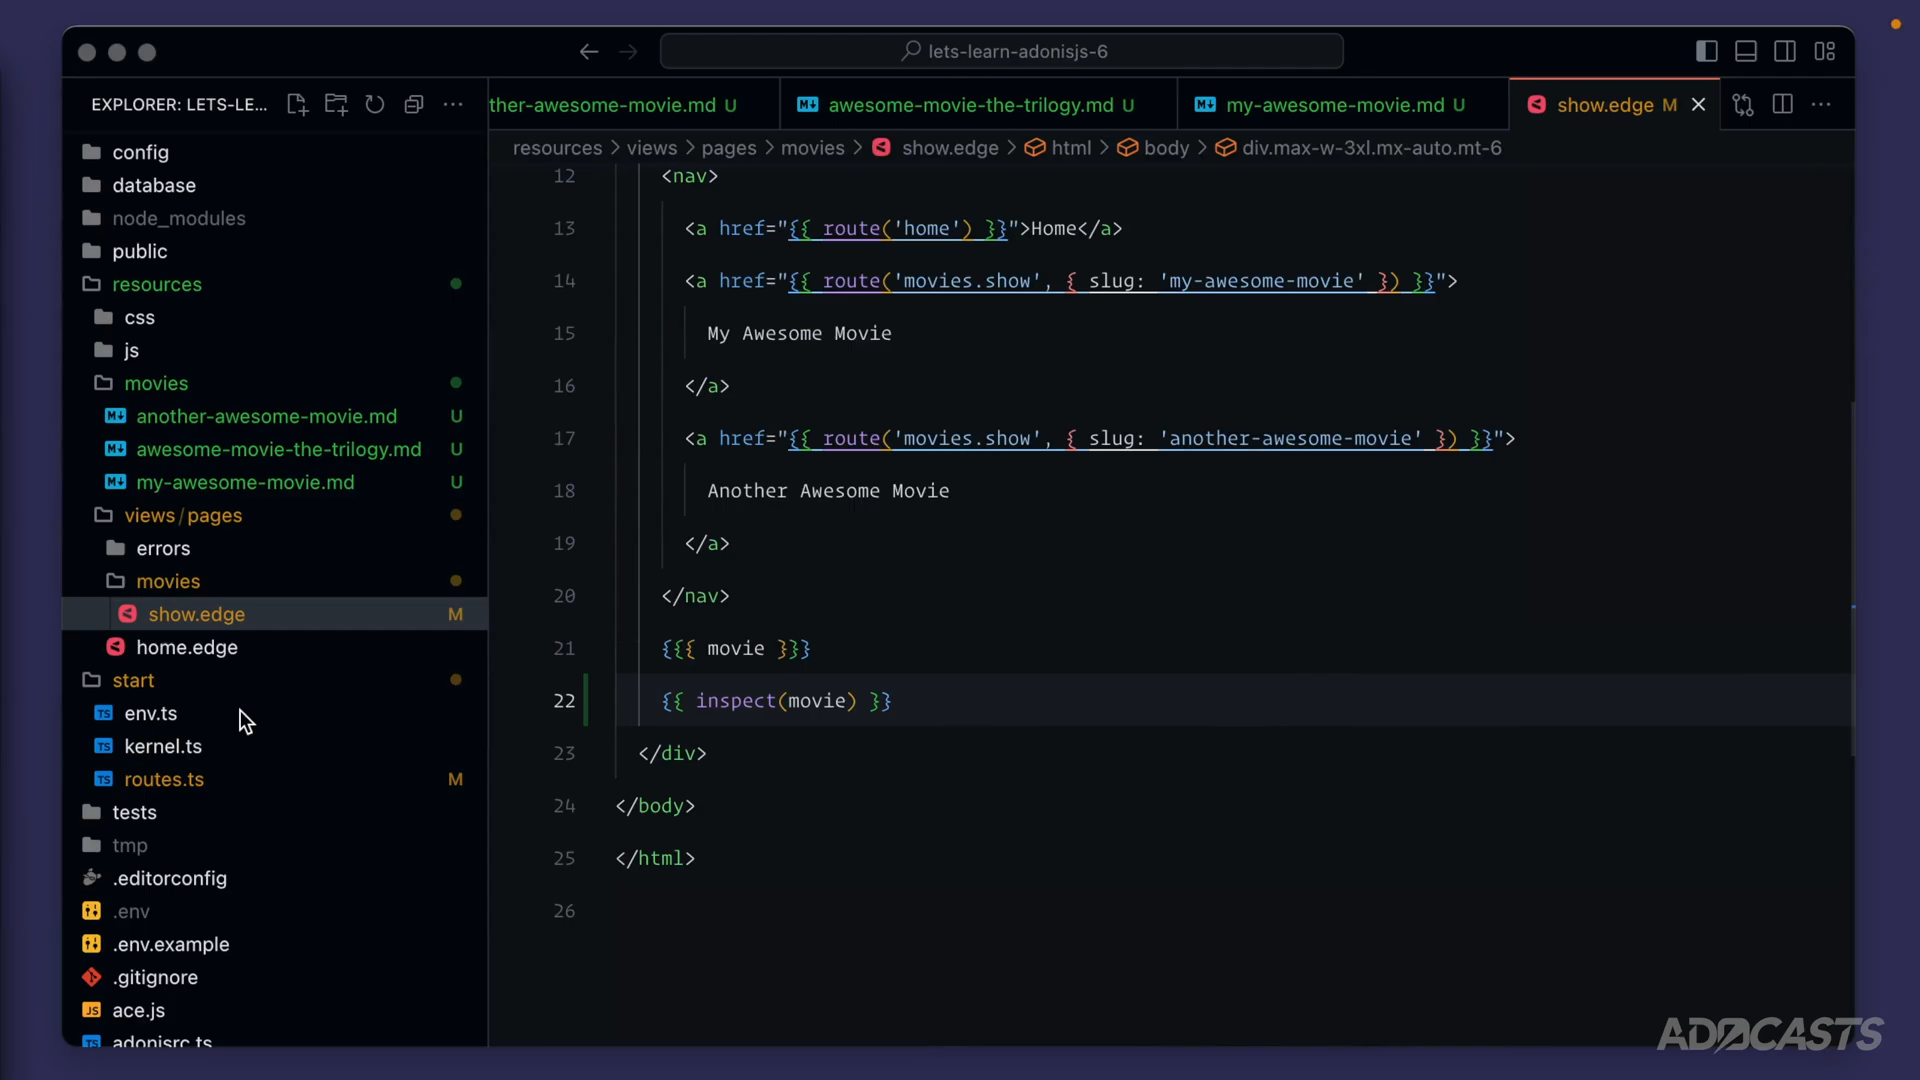 lets-learn-adonisjs-6
EXPLORER: LETS-LE...
ther-awesome-movie.md U
awesome-movie-the-trilogy.md U
my-awesome-movie.md U
show.edge M
resources > views > pages > movies > show.edge > html > body > div.max-w-3xl.mx-auto.mt-6
config
database
node_modules
public
resources
css
js
movies
another-awesome-movie.md U
awesome-movie-the-trilogy.md U
my-awesome-movie.md U
views/pages
errors
movies
show.edge M
home.edge
start
env.ts
kernel.ts
routes.ts M
tests
tmp
.editorconfig
.env
.env.example
.gitignore
ace.js
adonisrc.ts
12 <nav>
13 <a href="{{ route('home') }}">Home</a>
14 <a href="{{ route('movies.show', { slug: 'my-awesome-movie' }) }}">
15 My Awesome Movie
16 </a>
17 <a href="{{ route('movies.show', { slug: 'another-awesome-movie' }) }}">
18 Another Awesome Movie
19 </a>
20 </nav>
21 {{{ movie }}}
22 {{ inspect(movie) }}
23 </div>
24 </body>
25 </html>
26
ADOCASTS